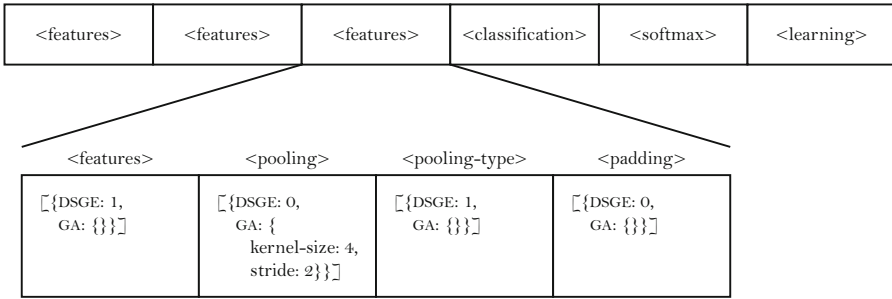 <features> <features> <features> <classification> <softmax> <learning>
<features> <pooling> <pooling-type> <padding>
[{DSGE: 1, [{DSGE: 0, [{DSGE: 1, [{DSGE: 0,
GA: {}}] GA: { GA: {}}] GA: {}}]
kernel-size: 4,
stride: 2}}]